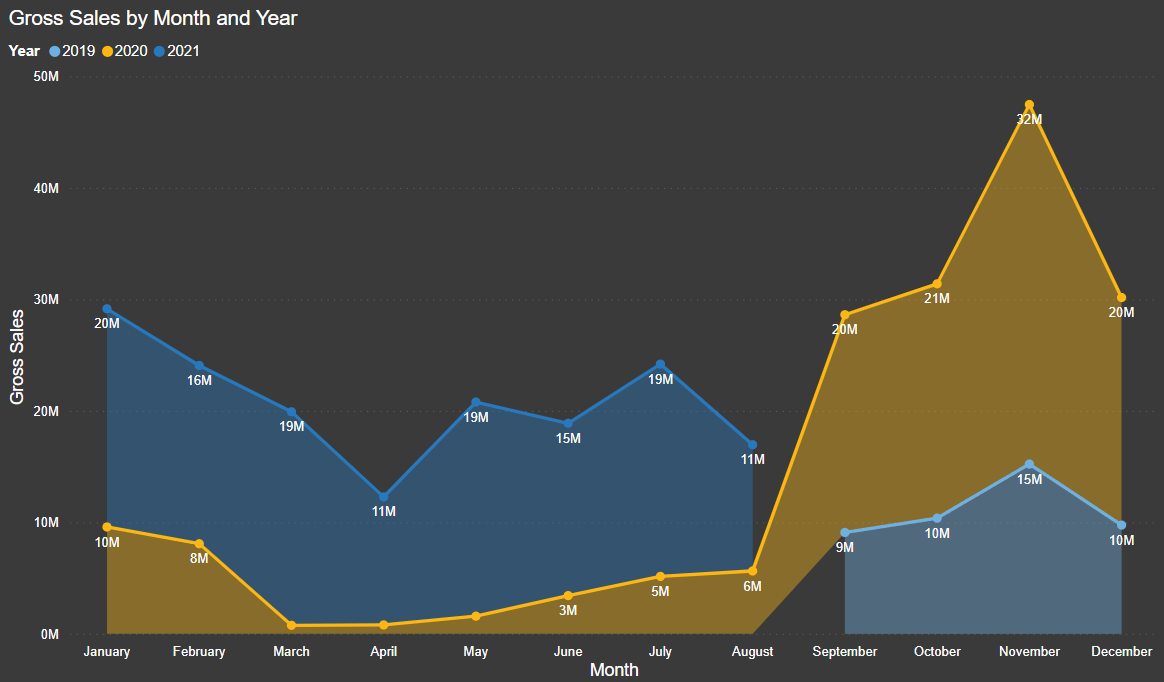 Gross Sales by Month and Year
Year 2019 2020 2021
50M
40M
30M
20M
10M
0M
Gross Sales
20M
16M
19M
11M
19M
15M
19M
11M
10M
8M
3M
5M
6M
20M
21M
32M
20M
9M
10M
15M
10M
January February March April May June July August September October November December
Month